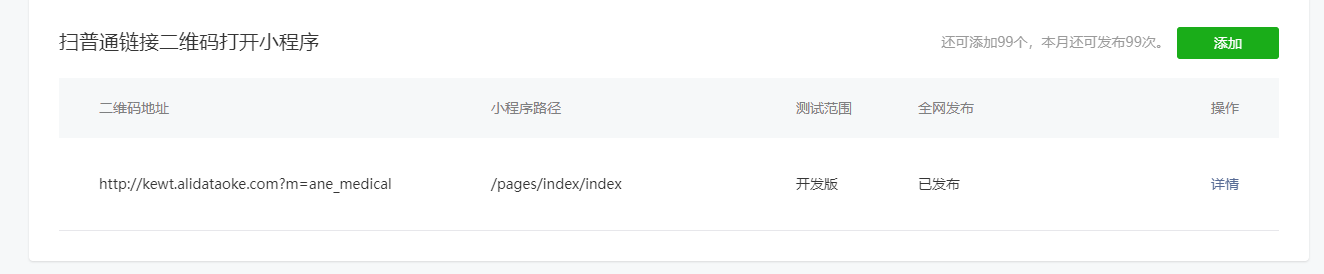 扫普通链接二维码打开小程序
还可添加99个，本月还可发布99次。 添加
二维码地址 小程序路径 测试范围 全网发布 操作
http://kewt.alidataoke.com?m=ane_medical /pages/index/index 开发版 已发布 详情